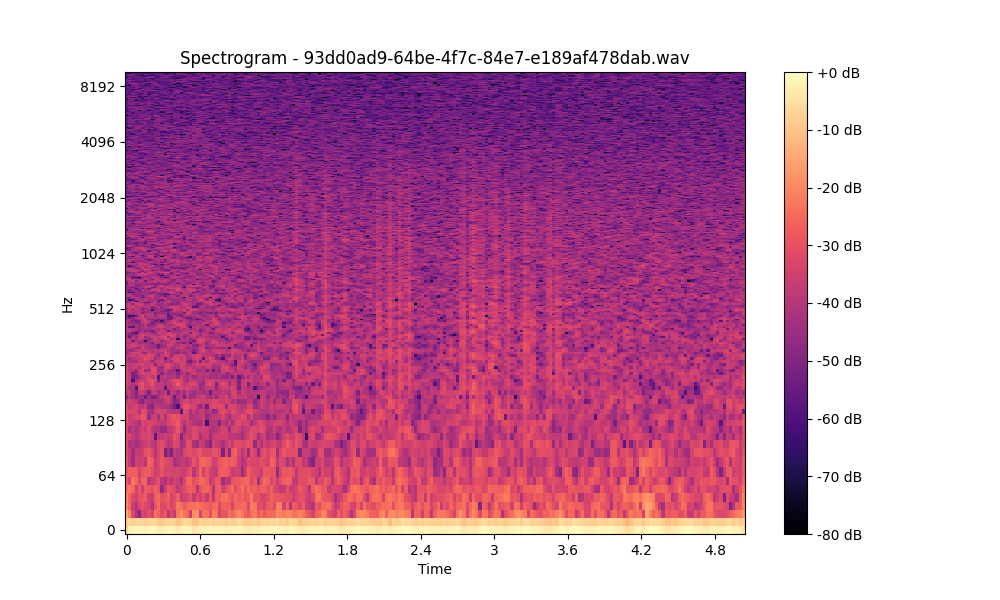 Spectrogram - 93dd0ad9-64be-4f7c-84e7-e189af478dab.wav
8192
4096
2048
1024
512
256
128
64
0
Hz
0 0.6 1.2 1.8 2.4 3 3.6 4.2 4.8
Time
+0 dB
-10 dB
-20 dB
-30 dB
-40 dB
-50 dB
-60 dB
-70 dB
-80 dB